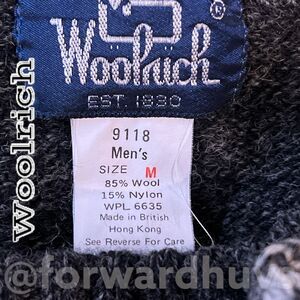 Woolrich
®
EST. 1830
woolrich
9118
Men's
SIZE M
85% Wool
15% Nylon
WPL 6635
Made in British
Hong Kong
See Reverse For Care
@forwardhuv